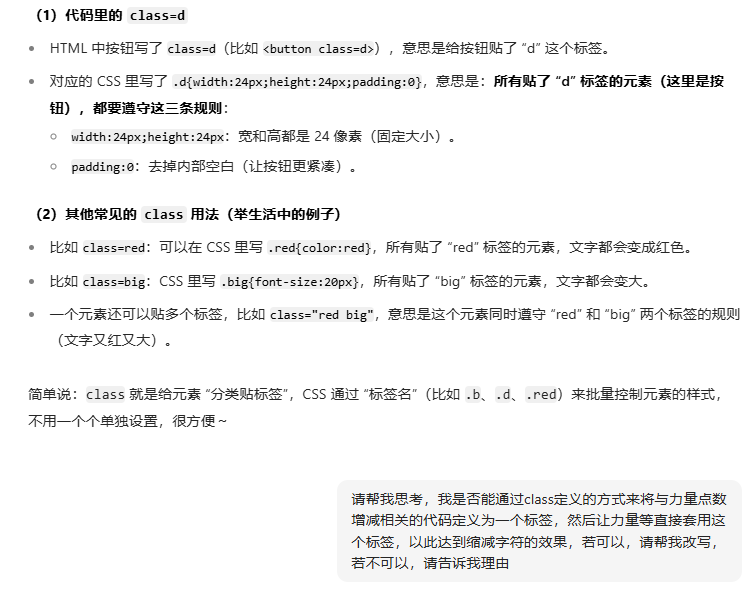 （1）代码里的 class=d
• HTML 中按钮写了 class=d（比如 <button class=d>），意思是给按钮贴了 “d” 这个标签。
• 对应的 CSS 里写了 .d{width:24px;height:24px;padding:0}，意思是：所有贴了 “d” 标签的元素（这里是按
钮），都要遵守这三条规则：
◦ width:24px;height:24px：宽和高都是 24 像素（固定大小）。
◦ padding:0：去掉内部空白（让按钮更紧凑）。
（2）其他常见的 class 用法（举生活中的例子）
• 比如 class=red：可以在 CSS 里写 .red{color:red}，所有贴了 “red” 标签的元素，文字都会变成红色。
• 比如 class=big：CSS 里写 .big{font-size:20px}，所有贴了 “big” 标签的元素，文字都会变大。
• 一个元素还可以贴多个标签，比如 class="red big"，意思是这个元素同时遵守 “red” 和 “big” 两个标签的规则
（文字又红又大）。
简单说：class 就是给元素 “分类贴标签”，CSS 通过 “标签名”（比如 .b、.d、.red）来批量控制元素的样式，
不用一个个单独设置，很方便～
请帮我思考，我是否能通过class定义的方式来将与力量点数
增减相关的代码定义为一个标签，然后让力量等直接套用这
个标签，以此达到缩减字符的效果，若可以，请帮我改写，
若不可以，请告诉我理由